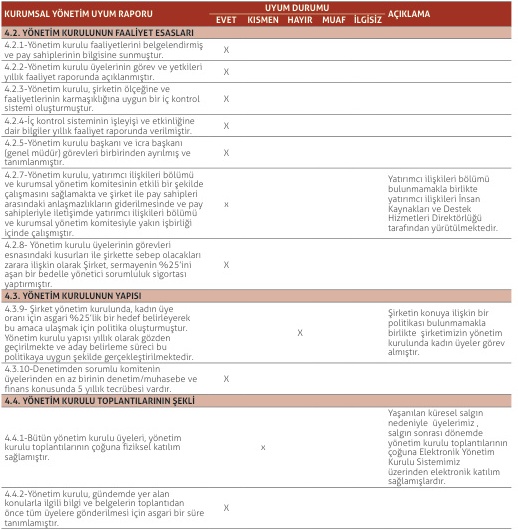 KURUMSAL YÖNETİM UYUM RAPORU
UYUM DURUMU
EVET KISMEN HAYIR MUAF İLGİSİZ
AÇIKLAMA
4.2. YÖNETİM KURULUNUN FAALİYET ESASLARI
4.2.1-Yönetim kurulu faaliyetlerini belgelendirmiş
ve pay sahiplerinin bilgisine sunmuştur.
X
4.2.2-Yönetim kurulu üyelerinin görev ve yetkileri
yıllık faaliyet raporunda açıklanmıştır.
X
4.2.3-Yönetim kurulu, şirketin ölçeğine ve
faaliyetlerinin karmaşıklığına uygun bir iç kontrol
sistemi oluşturmuştur.
X
4.2.4-İç kontrol sisteminin işleyişi ve etkinliğine
dair bilgiler yıllık faaliyet raporunda verilmiştir.
X
4.2.5-Yönetim kurulu başkanı ve icra başkanı
(genel müdür) görevleri birbirinden ayrılmış ve
tanımlanmıştır.
X
4.2.7-Yönetim kurulu, yatırımcı ilişkileri bölümü
ve kurumsal yönetim komitesinin etkili bir şekilde
çalışmasını sağlamakta ve şirket ile pay sahipleri
arasındaki anlaşmazlıkların giderilmesinde ve pay
sahipleriyle iletişimde yatırımcı ilişkileri bölümü
ve kurumsal yönetim komitesiyle yakın işbirliği
içinde çalışmıştır.
x
Yatırımcı ilişkileri bölümü
bulunmamakla birlikte
yatırımcı ilişkileri İnsan
Kaynakları ve Destek
Hizmetleri Direktörlüğü
tarafından yürütülmektedir.
4.2.8- Yönetim kurulu üyelerinin görevleri
esnasındaki kusurları ile şirkette sebep olacakları
zarara ilişkin olarak Şirket, sermayenin %25'ini
aşan bir bedelle yönetici sorumluluk sigortası
yaptırmıştır.
X
4.3. YÖNETİM KURULUNUN YAPISI
4.3.9- Şirket yönetim kurulunda, kadın üye
oranı için asgari %25'lik bir hedef belirleyerek
bu amaca ulaşmak için politika oluşturmuştur.
Yönetim kurulu yapısı yıllık olarak gözden
geçirilmekte ve aday belirleme süreci bu
politikaya uygun şekilde gerçekleştirilmektedir.
X
Şirketin konuya ilişkin bir
politikası bulunmamakla
birlikte şirketimizin yönetim
kurulunda kadın üyeler görev
almıştır.
4.3.10-Denetimden sorumlu komitenin
üyelerinden en az birinin denetim/muhasebe ve
finans konusunda 5 yıllık tecrübesi vardır.
X
4.4. YÖNETİM KURULU TOPLANTILARININ ŞEKLİ
4.4.1-Bütün yönetim kurulu üyeleri, yönetim
kurulu toplantılarının çoğuna fiziksel katılım
sağlamıştır.
x
Yaşanılan küresel salgın
nedeniyle üyelerimiz ,
salgın sonrası dönemde
yönetim kurulu toplantılarının
çoğuna Elektronik Yönetim
Kurulu Sistemimiz
üzerinden elektronik katılım
sağlamışlardır.
4.4.2-Yönetim kurulu, gündemde yer alan
konularla ilgili bilgi ve belgelerin toplantıdan
önce tüm üyelere gönderilmesi için asgari bir süre
tanımlamıştır.
X